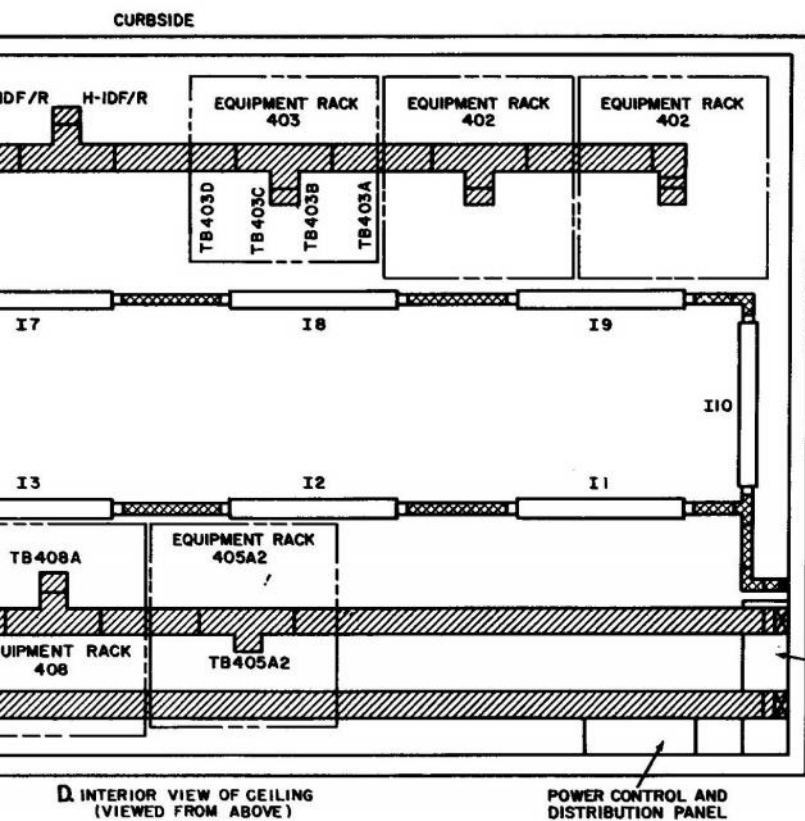 CURBSIDE
IDF/R H-IDF/R
EQUIPMENT RACK
403
EQUIPMENT RACK
402
EQUIPMENT RACK
402
TB403D
TB403C
TB403B
TB403A
I7
I8
I9
I10
I3
I2
I1
TB408A
EQUIPMENT RACK
405A2
UIPMENT RACK
408
TB405A2
D. INTERIOR VIEW OF CEILING
(VIEWED FROM ABOVE)
POWER CONTROL AND
DISTRIBUTION PANEL